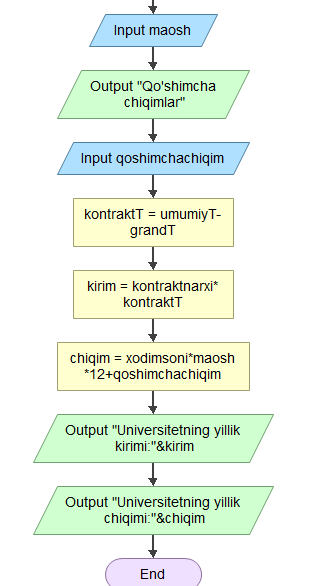 Input maosh
Output "Qo'shimcha
chiqimlar"
Input qoshimchachiqim
kontraktT = umumiyT-
grandT
kirim = kontraktnarxi*
kontraktT
chiqim = xodimsoni*maosh
*12+qoshimchachiqim
Output "Universitetning yillik
kirimi:"&kirim
Output "Universitetning yillik
chiqimi:"&chiqim
End